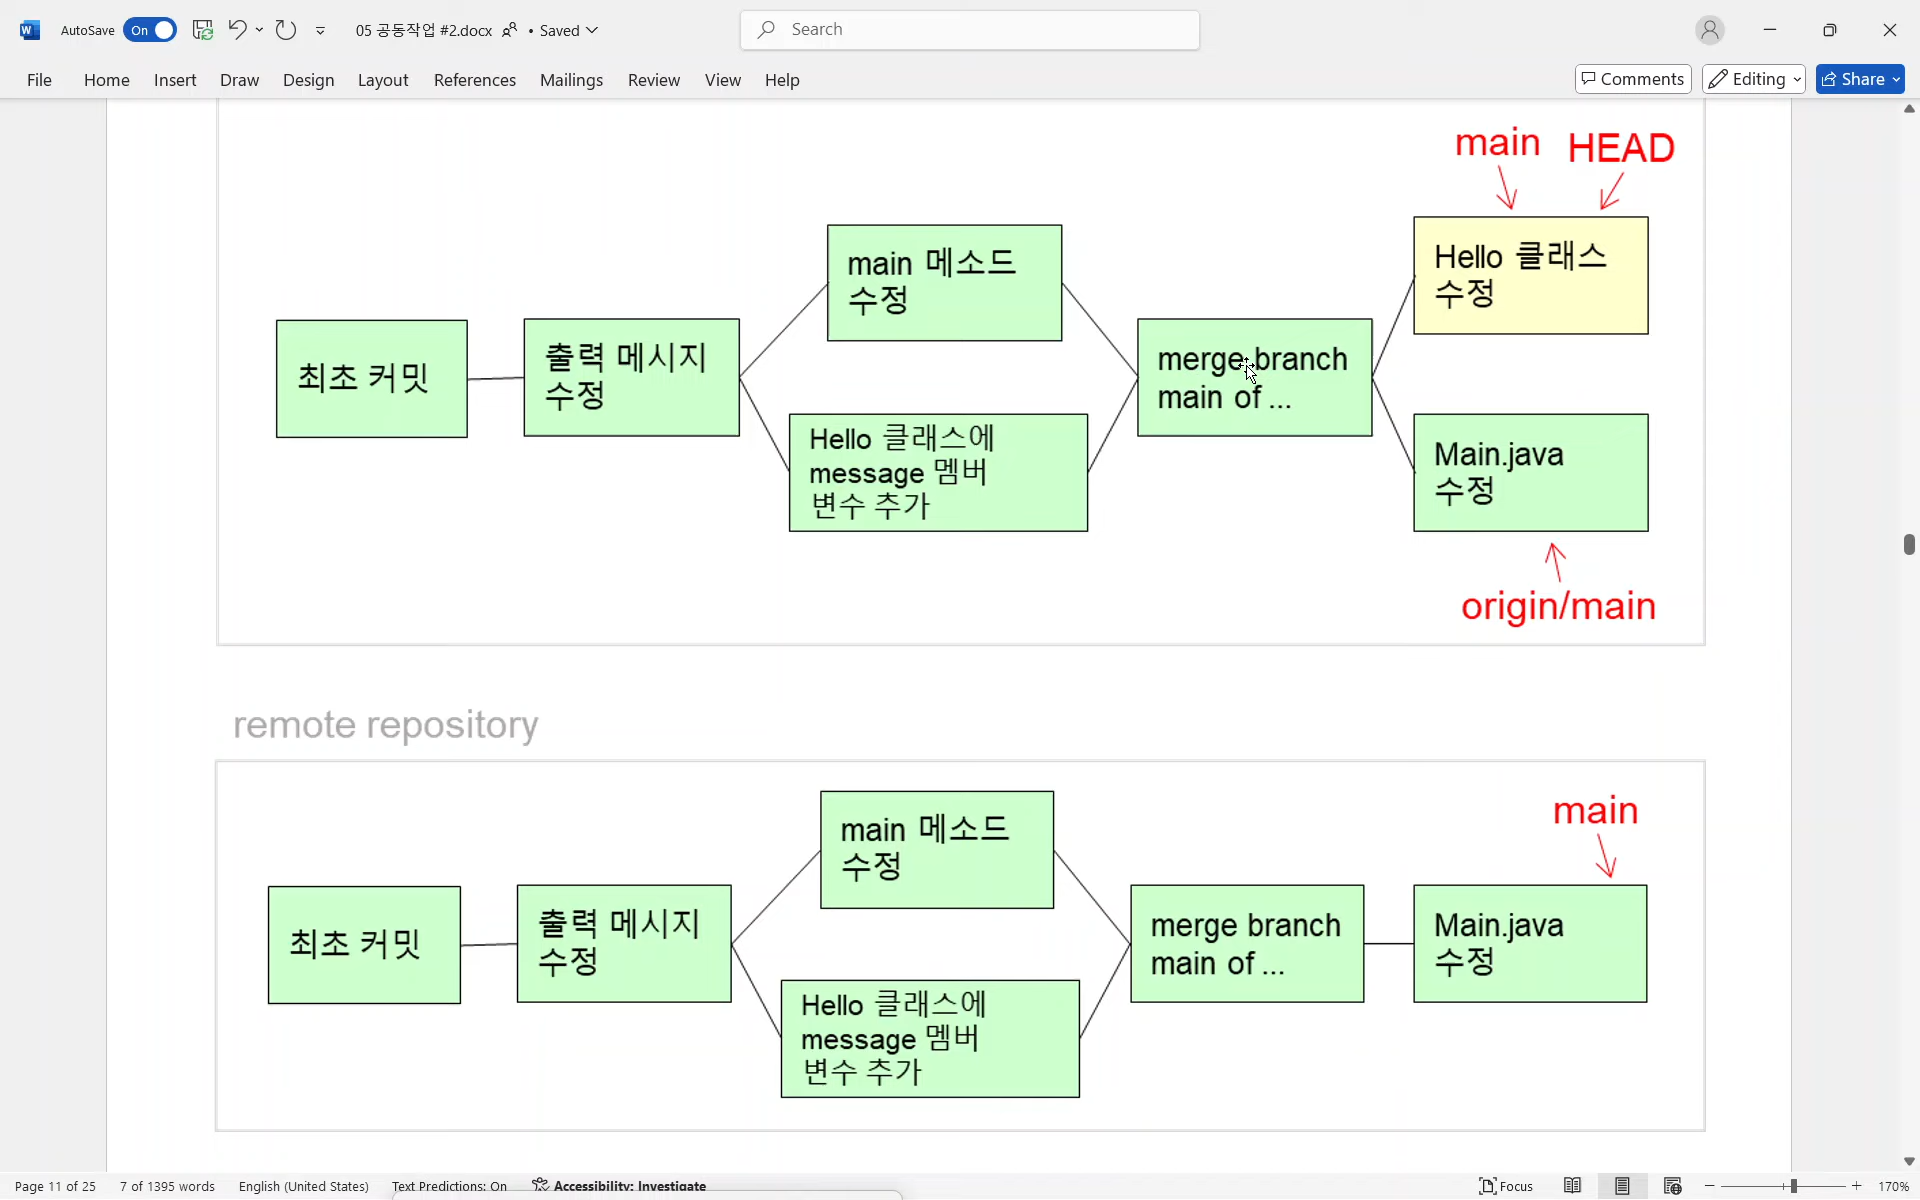 AutoSave On 05 공동작업 #2.docx • Saved Search
File Home Insert Draw Design Layout References Mailings Review View Help Comments Editing Share
main HEAD
main 메소드
수정
Hello 클래스
수정
최초 커밋
출력 메시지
수정
merge branch
main of ...
Hello 클래스에
message 멤버
변수 추가
Main.java
수정
origin/main
remote repository
main
main 메소드
수정
최초 커밋
출력 메시지
수정
merge branch
main of ...
Main.java
수정
Hello 클래스에
message 멤버
변수 추가
Page 11 of 25 7 of 1395 words English (United States) Text Predictions: On Accessibility: Investigate Focus 170%